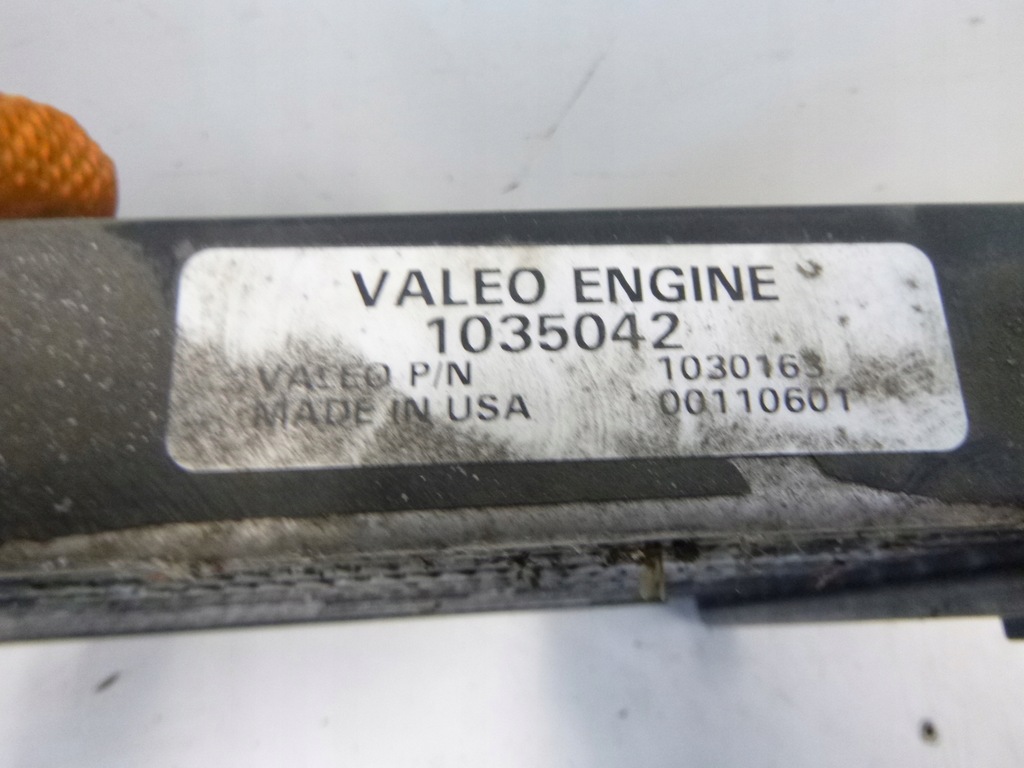 VALEO ENGINE
1035042
VALEO P/N 1030163
MADE IN USA 00110601